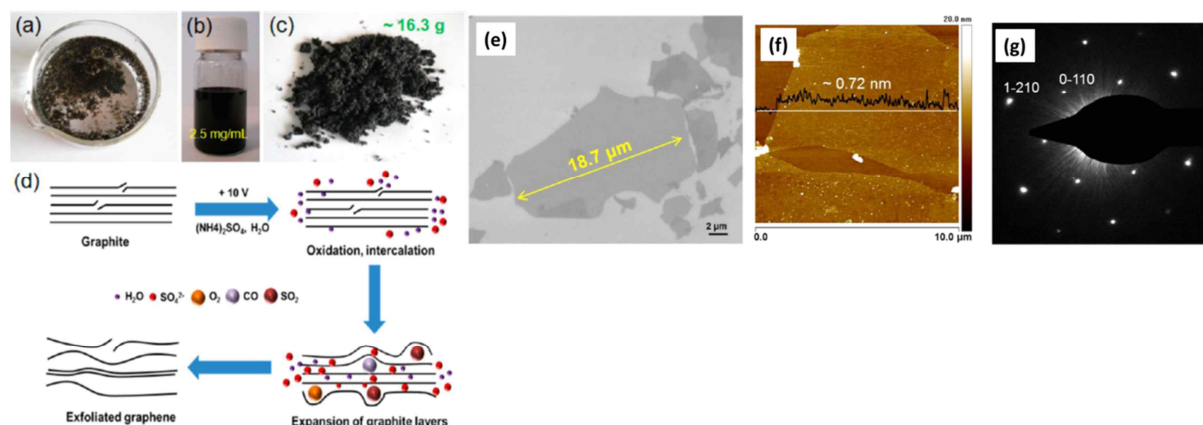 (a)
(b)
2.5 mg/mL
(c)
~ 16.3 g
(d)
Graphite
+ 10 V
(NH4)₂SO₄, H₂O
Oxidation, intercalation
H₂O SO₄²⁻ O₂ CO SO₂
Exfoliated graphene
Expansion of graphite layers
(e)
18.7 µm
2 µm
(f)
20.0 nm
~ 0.72 nm
0.0
10.0 µm
(g)
1-210
0-110